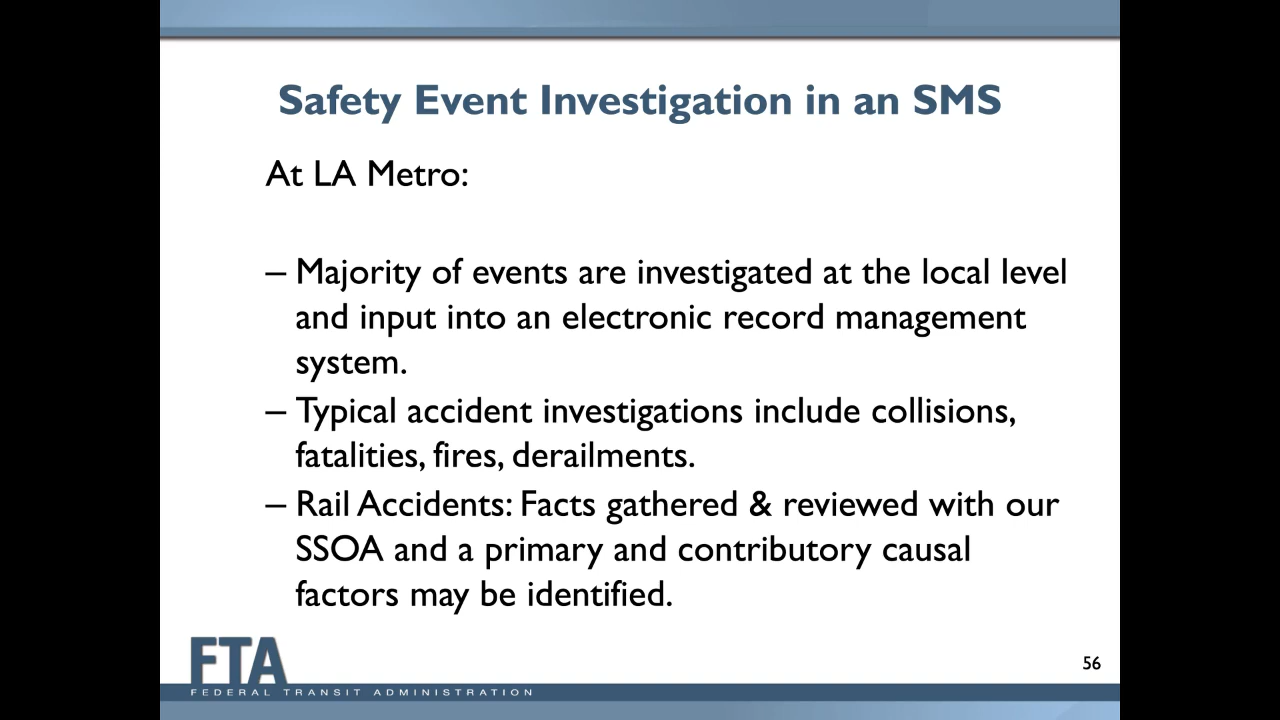 Safety Event Investigation in an SMS
At LA Metro:
– Majority of events are investigated at the local level
and input into an electronic record management
system.
– Typical accident investigations include collisions,
fatalities, fires, derailments.
– Rail Accidents: Facts gathered & reviewed with our
SSOA and a primary and contributory causal
factors may be identified.
FTA
56
FEDERAL TRANSIT ADMINISTRATION